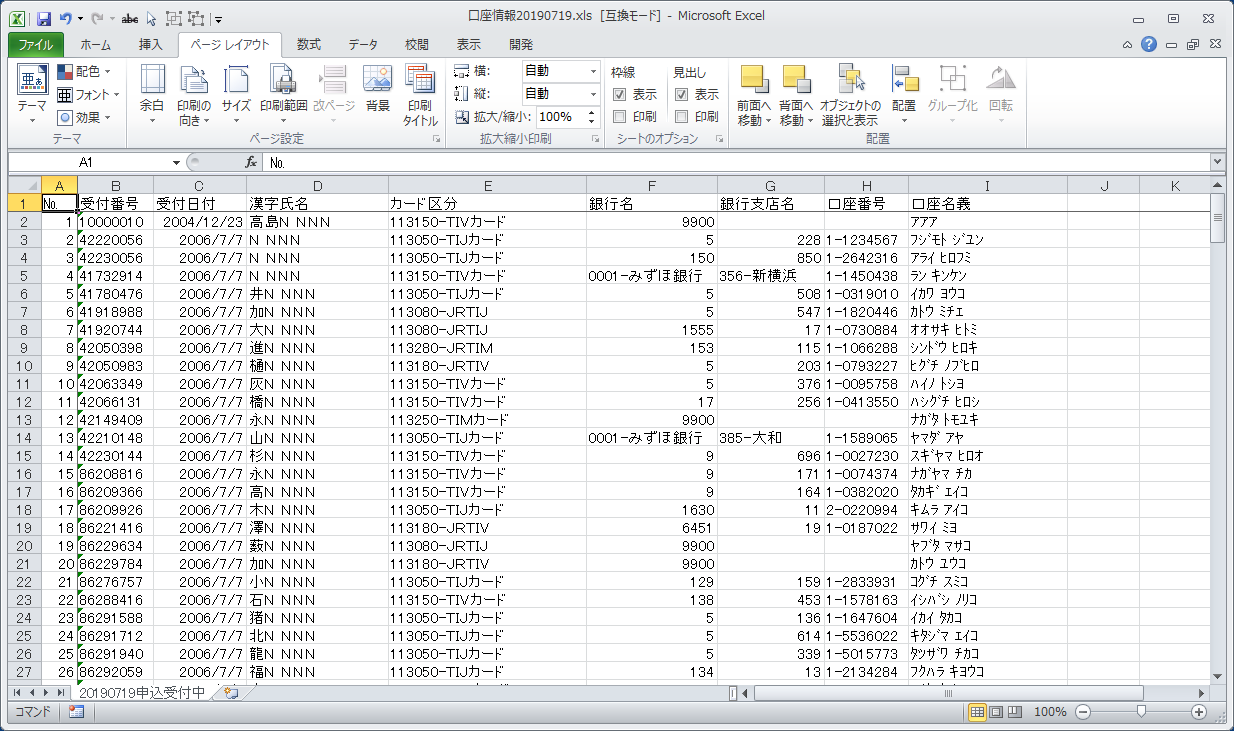 口座情報20190719.xls [互換モード] - Microsoft Excel
ファイル ホーム 挿入 ページ レイアウト 数式 データ 校閲 表示 開発
配色 横: 自動 枠線 見出し
フォント 縦: 自動 表示 表示
効果 拡大/縮小: 100% 印刷 印刷
テーマ 余白 印刷の向き サイズ 印刷範囲 改ページ 背景 印刷タイトル 前面へ移動 背面へ移動 オブジェクトの選択と表示 配置 グループ化 回転
テーマ ページ設定 拡大縮小印刷 シートのオプション 配置
A1 fx No.
A B C D E F G H I J K
1 No. 受付番号 受付日付 漢字氏名 カード区分 銀行名 銀行支店名 口座番号 口座名義
2 1 10000010 2004/12/23 高島N NNN 113150-TIVカード 9900 ｱｱｱ
3 2 42220056 2006/7/7 N NNN 113050-TIJカード 5 228 1-1234567 ﾌｼﾞﾓﾄ ｼﾞﾕﾝ
4 3 42230056 2006/7/7 N NNN 113050-TIJカード 150 850 1-2642316 ｱﾗｲ ﾋﾛﾌﾐ
5 4 41732914 2006/7/7 N NNN 113150-TIVカード 0001-みずほ銀行 356-新横浜 1-1450438 ﾗﾝ ｷﾝｹﾝ
6 5 41780476 2006/7/7 井N NNN 113050-TIJカード 5 508 1-0319010 ｲｶﾜ ﾖｳｺ
7 6 41918988 2006/7/7 加N NNN 113080-JRTIJ 5 547 1-1820446 ｶﾄｳ ﾐﾁｴ
8 7 41920744 2006/7/7 大N NNN 113080-JRTIJ 1555 17 1-0730884 ｵｵｻｷ ﾋﾄﾐ
9 8 42050398 2006/7/7 進N NNN 113280-JRTIM 153 115 1-1066288 ｼﾝﾄﾞｳ ﾋﾛｷ
10 9 42050983 2006/7/7 樋N NNN 113180-JRTIV 5 203 1-0793227 ﾋｸﾞﾁ ﾉﾌﾞﾋﾛ
11 10 42063349 2006/7/7 灰N NNN 113150-TIVカード 5 376 1-0095758 ﾊｲﾉ ﾄｼﾖ
12 11 42066131 2006/7/7 橋N NNN 113150-TIVカード 17 256 1-0413550 ﾊｼｸﾞﾁ ﾋﾛｼ
13 12 42149409 2006/7/7 永N NNN 113250-TIMカード 9900 ﾅｶﾞﾀ ﾄﾓﾕｷ
14 13 42210148 2006/7/7 山N NNN 113050-TIJカード 0001-みずほ銀行 385-大和 1-1589065 ﾔﾏﾀﾞ ｱﾔ
15 14 42230144 2006/7/7 杉N NNN 113150-TIVカード 9 696 1-0027230 ｽｷﾞﾔﾏ ﾋﾛｵ
16 15 86208816 2006/7/7 永N NNN 113150-TIVカード 9 171 1-0074374 ﾅｶﾞﾔﾏ ﾁｶ
17 16 86209366 2006/7/7 高N NNN 113150-TIVカード 9 164 1-0382020 ﾀｶｷﾞ ｴｲｺ
18 17 86209926 2006/7/7 木N NNN 113050-TIJカード 1630 11 2-0220994 ｷﾑﾗ ｱｲｺ
19 18 86221416 2006/7/7 澤N NNN 113180-JRTIV 6451 19 1-0187022 ｻﾜｲ ﾐﾖ
20 19 86229634 2006/7/7 薮N NNN 113080-JRTIJ 9900 ﾔﾌﾞﾀ ﾏｻｺ
21 20 86229784 2006/7/7 加N NNN 113180-JRTIV 9900 ｶﾄｳ ﾕｳｺ
22 21 86276757 2006/7/7 小N NNN 113050-TIJカード 129 159 1-2833931 ｺｸﾞﾁ ｽﾐｺ
23 22 86288416 2006/7/7 石N NNN 113150-TIVカード 138 453 1-1578163 ｲｼﾊﾞｼ ﾉﾘｺ
24 23 86291588 2006/7/7 猪N NNN 113050-TIJカード 5 136 1-1647604 ｲｶｲ ﾀｶｺ
25 24 86291712 2006/7/7 北N NNN 113050-TIJカード 5 614 1-5536022 ｷﾀｼﾞﾏ ｴｲｺ
26 25 86291940 2006/7/7 龍N NNN 113050-TIJカード 5 339 1-5015773 ﾀﾂｻﾞﾜ ﾁｶｺ
27 26 86292059 2006/7/7 福N NNN 113050-TIJカード 134 13 1-2134284 ﾌｸﾊﾗ ｷﾖｳｺ
20190719申込受付中
コマンド 100%